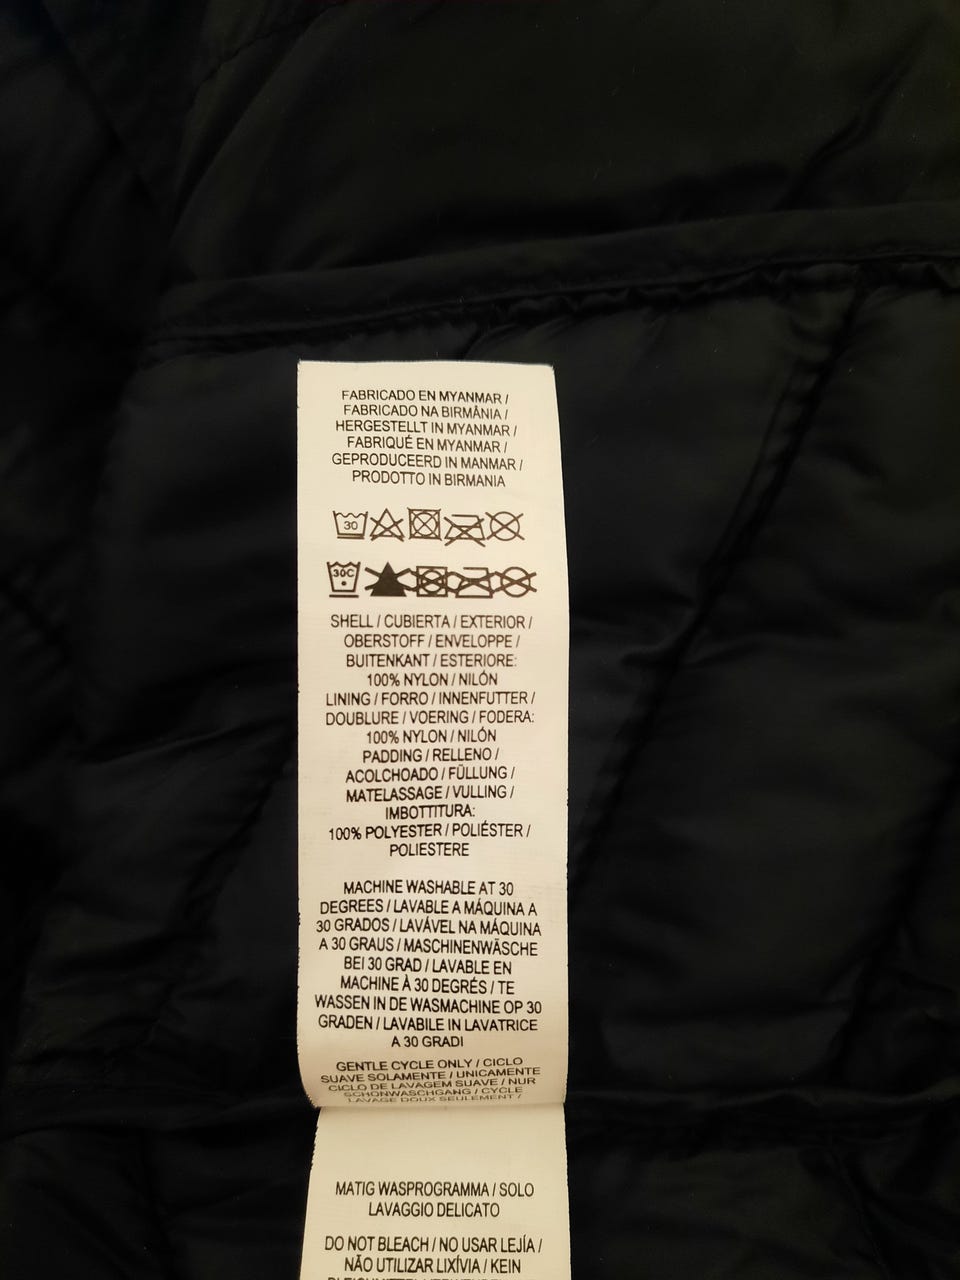 FABRICADO EN MYANMAR /
FABRICADO NA BIRMÂNIA /
HERGESTELLT IN MYANMAR /
FABRIQUÉ EN MYANMAR /
GEPRODUCEERD IN MANMAR /
PRODOTTO IN BIRMANIA
30
30C
SHELL / CUBIERTA / EXTERIOR /
OBERSTOFF / ENVELOPPE /
BUITENKANT / ESTERIORE:
100% NYLON / NILÓN
LINING / FORRO / INNENFUTTER /
DOUBLURE / VOERING / FODERA:
100% NYLON / NILÓN
PADDING / RELLENO /
ACOLCHOADO / FÜLLUNG /
MATELASSAGE / VULLING /
IMBOTTITURA:
100% POLYESTER / POLIÉSTER /
POLIESTERE
MACHINE WASHABLE AT 30
DEGREES / LAVABLE A MÁQUINA A
30 GRADOS / LAVÁVEL NA MÁQUINA
A 30 GRAUS / MASCHINENWÄSCHE
BEI 30 GRAD / LAVABLE EN
MACHINE À 30 DEGRÉS / TE
WASSEN IN DE WASMACHINE OP 30
GRADEN / LAVABILE IN LAVATRICE
A 30 GRADI
GENTLE CYCLE ONLY / CICLO
SUAVE SOLAMENTE / UNICAMENTE
CICLO DE LAVAGEM SUAVE / NUR
SCHONWASCHGANG / CYCLE
LAVAGE DOUX SEULEMENT /
MATIG WASPROGRAMMA / SOLO
LAVAGGIO DELICATO
DO NOT BLEACH / NO USAR LEJÍA /
NÃO UTILIZAR LIXÍVIA / KEIN